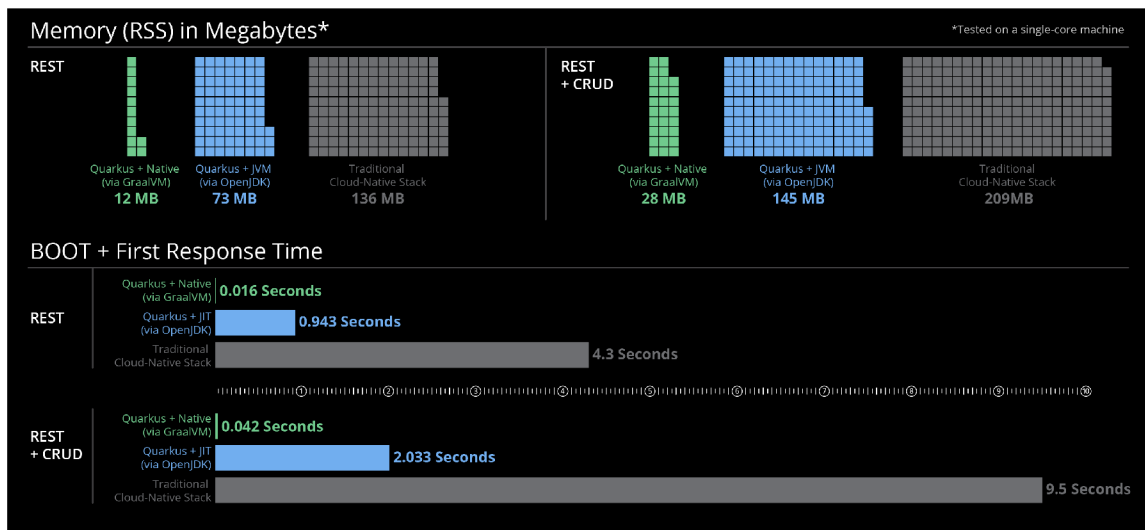 Memory (RSS) in Megabytes*
*Tested on a single-core machine
REST
Quarkus + Native
(via GraalVM)
12 MB
Quarkus + JVM
(via OpenJDK)
73 MB
Traditional
Cloud-Native Stack
136 MB
REST
+ CRUD
Quarkus + Native
(via GraalVM)
28 MB
Quarkus + JVM
(via OpenJDK)
145 MB
Traditional
Cloud-Native Stack
209MB
BOOT + First Response Time
REST
Quarkus + Native
(via GraalVM)
0.016 Seconds
Quarkus + JIT
(via OpenJDK)
0.943 Seconds
Traditional
Cloud-Native Stack
4.3 Seconds
1 2 3 4 5 6 7 8 9 10
REST
+ CRUD
Quarkus + Native
(via GraalVM)
0.042 Seconds
Quarkus + JIT
(via OpenJDK)
2.033 Seconds
Traditional
Cloud-Native Stack
9.5 Seconds